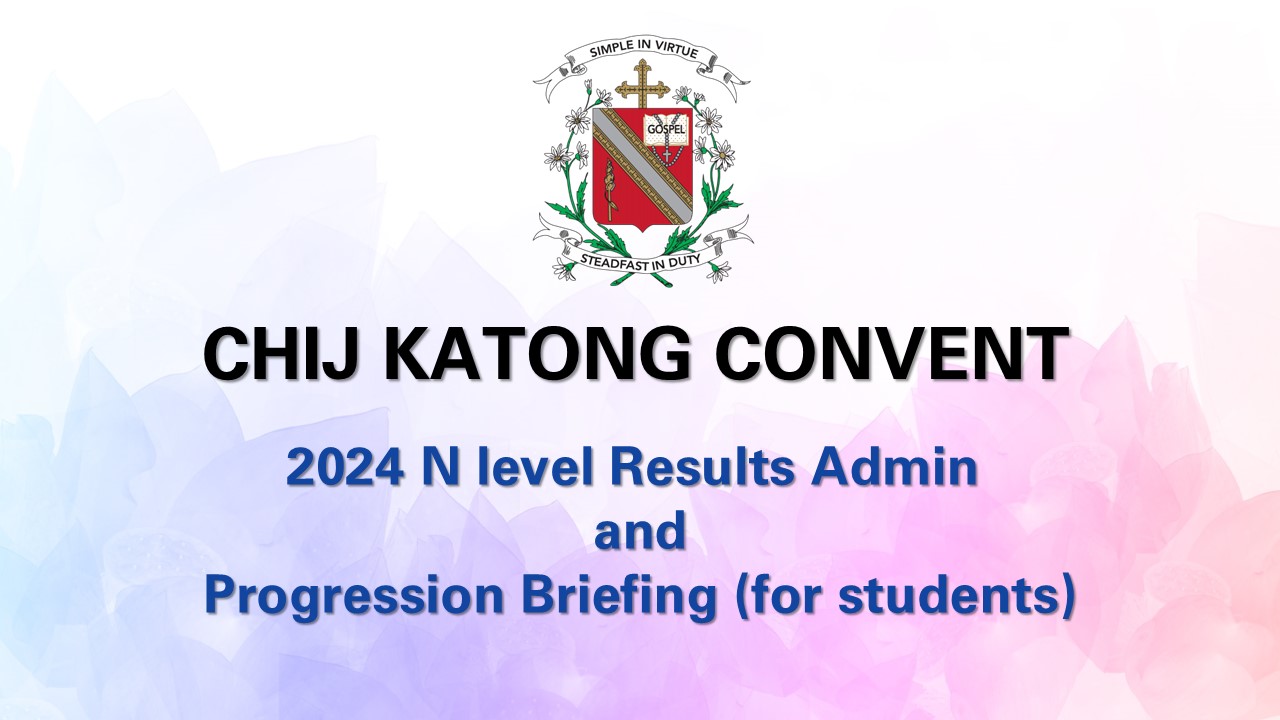 SIMPLE IN VIRTUE
GOSPEL
STEADFAST IN DUTY
CHIJ KATONG CONVENT
2024 N level Results Admin
and
Progression Briefing (for students)